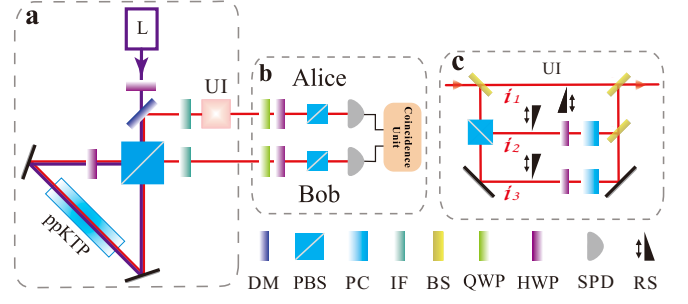 a
L
UI
ppKTP
b
Alice
Bob
Coincidence
Unit
c
UI
i1
i2
i3
DM PBS PC IF BS QWP HWP SPD RS